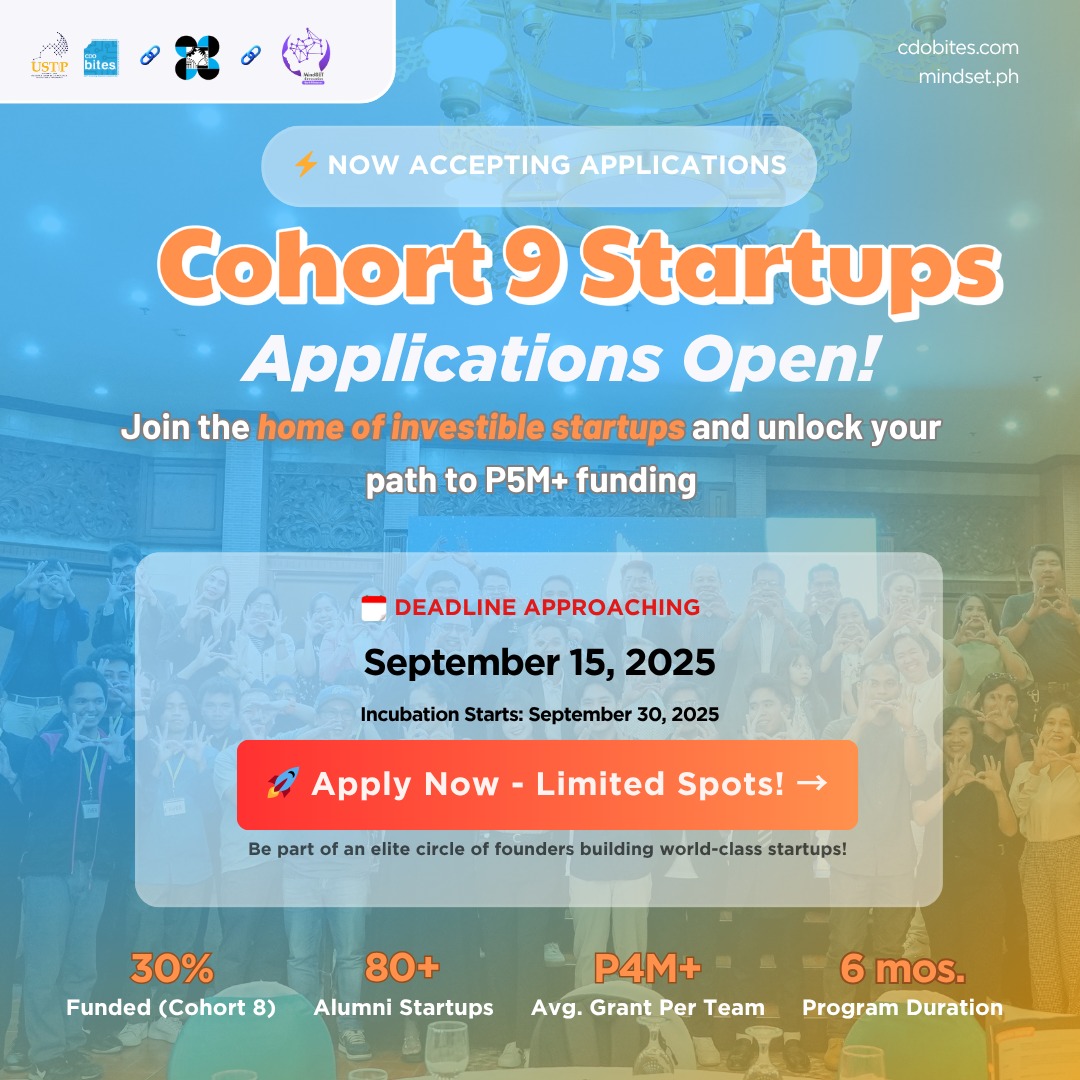 USTP
CDO
bites
MindSET
cdobites.com
mindset.ph
⚡ NOW ACCEPTING APPLICATIONS
Cohort 9 Startups
Applications Open!
Join the home of investible startups and unlock your
path to P5M+ funding
DEADLINE APPROACHING
September 15, 2025
Incubation Starts: September 30, 2025
🚀 Apply Now - Limited Spots! →
Be part of an elite circle of founders building world-class startups!
30%
Funded (Cohort 8)
80+
Alumni Startups
P4M+
Avg. Grant Per Team
6 mos.
Program Duration